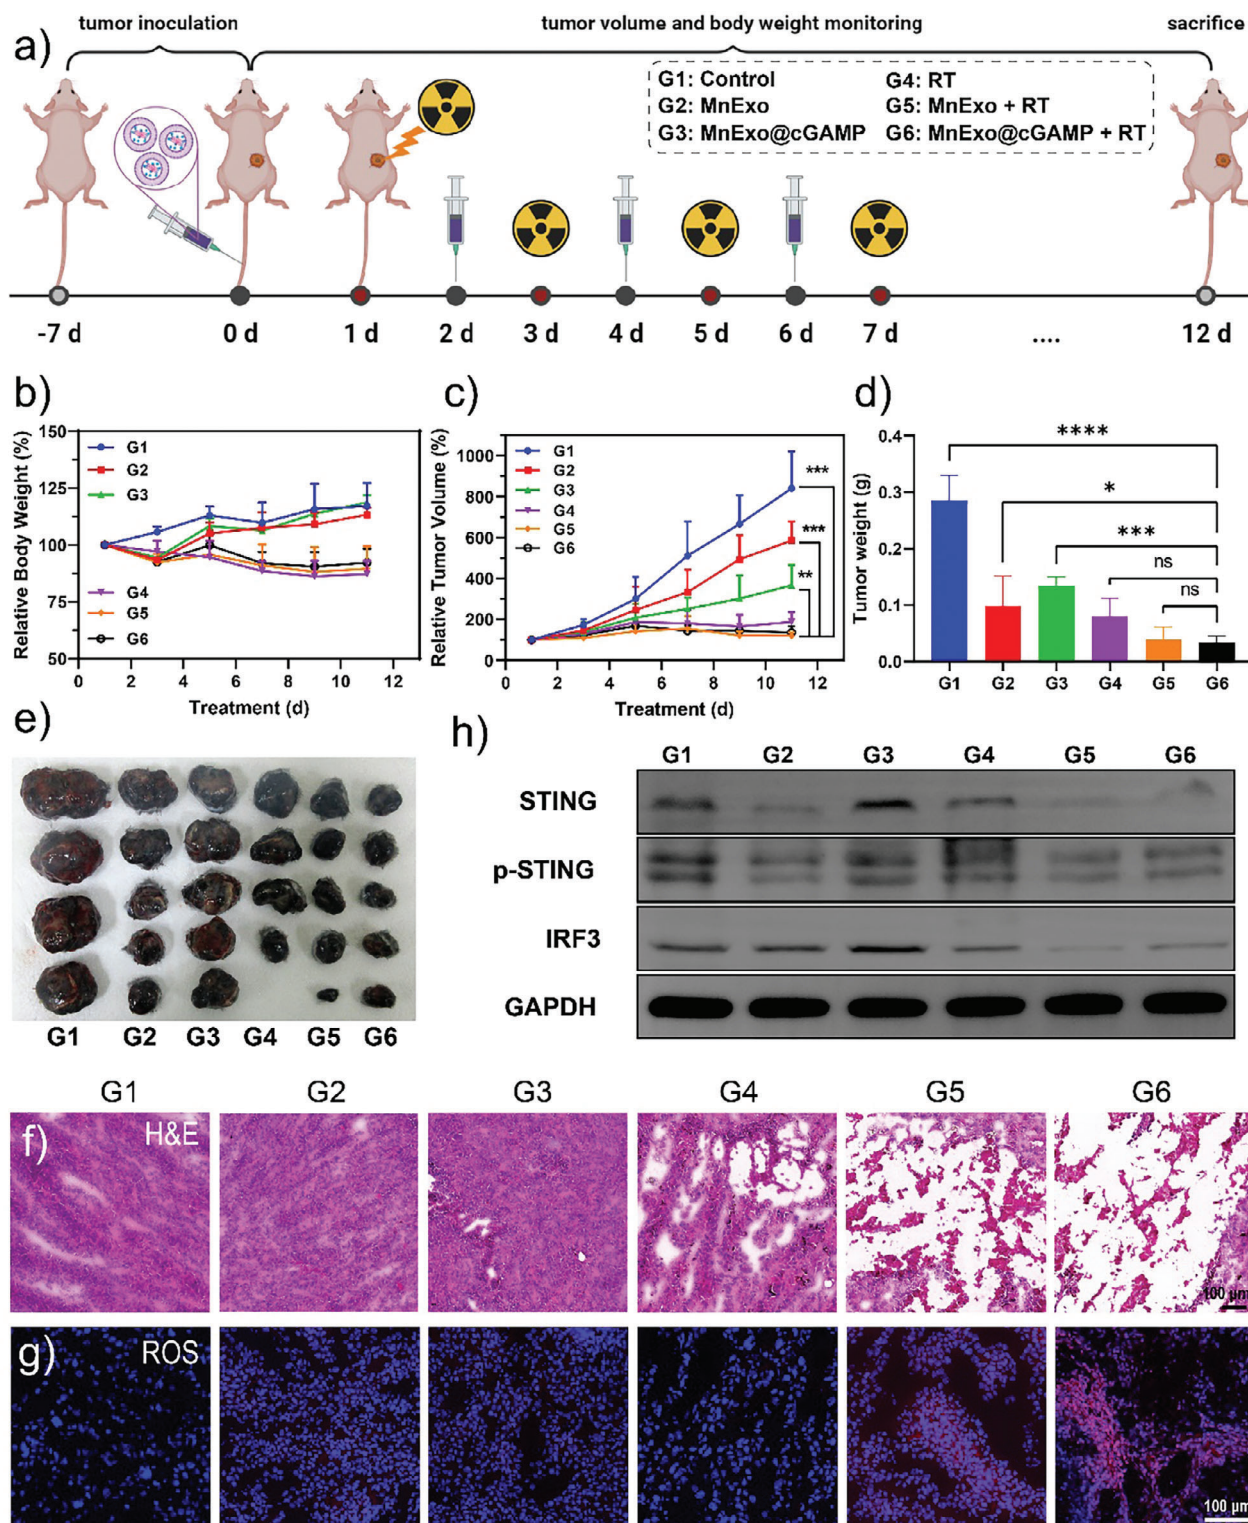 a)
tumor inoculation
tumor volume and body weight monitoring
sacrifice
G1: Control
G4: RT
G2: MnExo
G5: MnExo + RT
G3: MnExo@cGAMP
G6: MnExo@cGAMP + RT
-7 d
0 d
1 d
2 d
3 d
4 d
5 d
6 d
7 d
....
12 d
b)
Relative Body Weight (%)
150
125
100
75
50
G1
G2
G3
G4
G5
G6
0 2 4 6 8 10 12
Treatment (d)
c)
Relative Tumor Volume (%)
1000
800
600
400
200
0
G1
G2
G3
G4
G5
G6
***
***
**
0 2 4 6 8 10 12
Treatment (d)
d)
Tumor weight (g)
0.4
0.3
0.2
0.1
0.0
****
*
***
ns
ns
G1 G2 G3 G4 G5 G6
e)
G1 G2 G3 G4 G5 G6
h)
G1 G2 G3 G4 G5 G6
STING
p-STING
IRF3
GAPDH
G1 G2 G3 G4 G5 G6
f)
H&E
100 μm
g)
ROS
100 μm